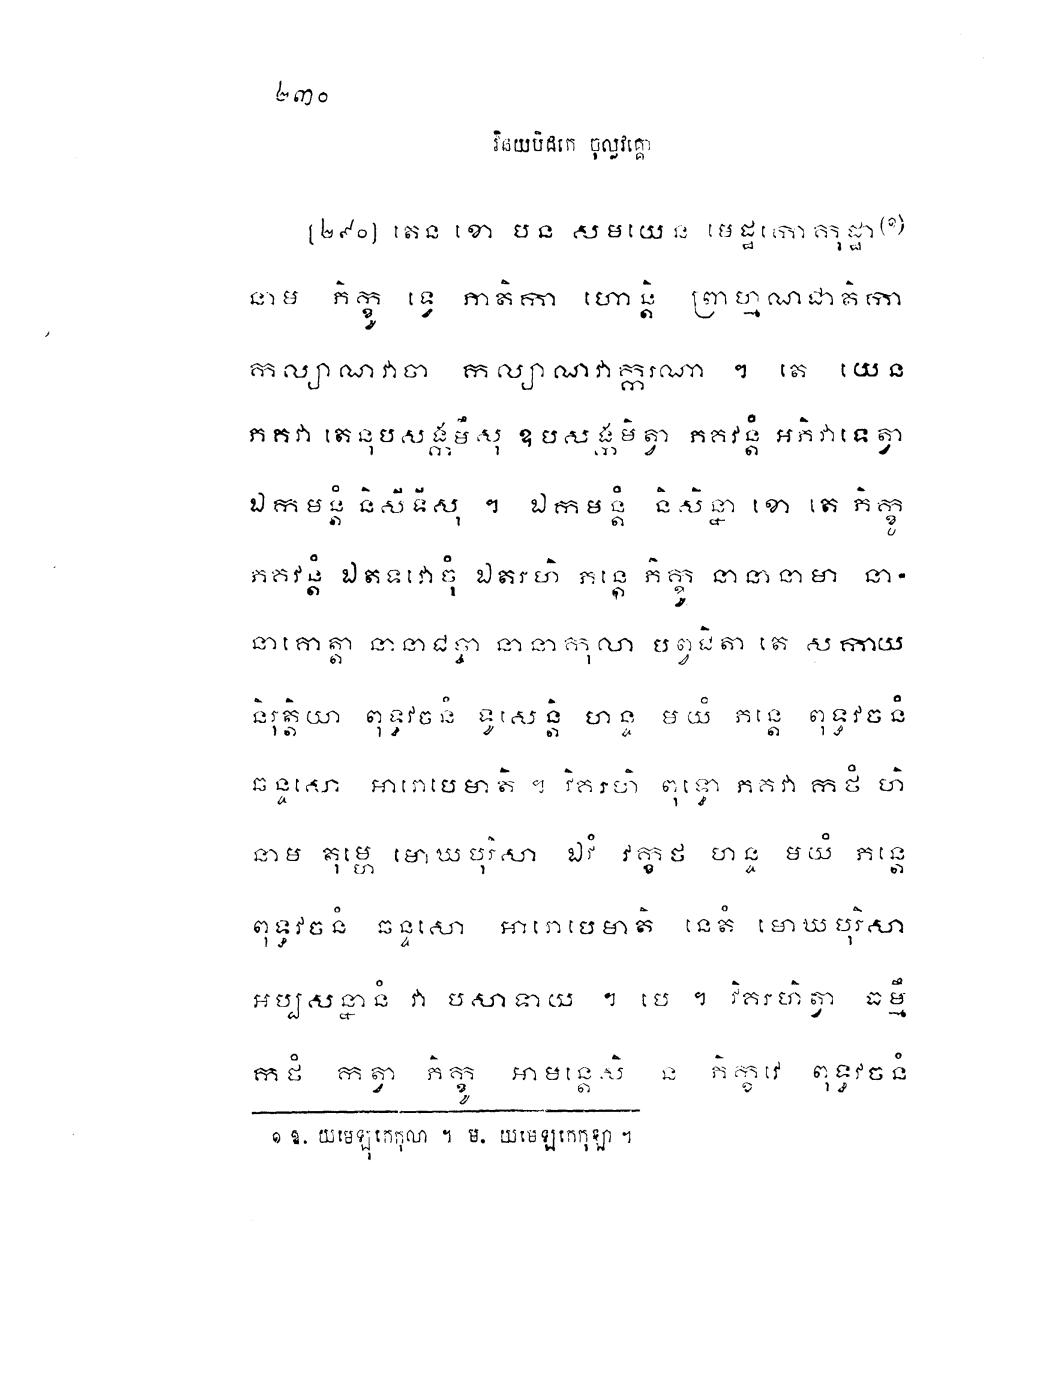 ២៣០
វិនយបិដកេ ចុល្លវគ្គោ
[២៩០] តេន ខោ បន សមយេន មេដ្ឋកោកុដ្ឋា(១)
នាម ភិក្ខូ ទ្វេ ភាតិកា ហោន្តិ ព្រាហ្មណជាតិកា
កល្យាណវាចា កល្យាណវាក្ករណា ។ តេ យេន
ភគវា តេនុបសង្កមឹសុ ឧបសង្កមិត្វា ភគវន្តំ អភិវាទេត្វា
ឯកមន្តំ និសីទឹសុ ។ ឯកមន្តំ និសិន្នា ខោ តេ ភិក្ខូ
ភគវន្តំ ឯតទវោចុំ ឯតរហិ ភន្តេ ភិក្ខូ នានានាមា នា-
នាគោត្តា នានាជច្ចា នានាកុលា បព្វជិតា តេ សកាយ
និរុត្តិយា ពុទ្ធវចនំ ទូសេន្តិ ហន្ទ មយំ ភន្តេ ពុទ្ធវចនំ
ឆន្ទសោ អារោបេមាតិ ។ វិគរហិ ពុទ្ធោ ភគវា កថំ ហិ
នាម តុម្ហេ មោឃបុរិសា ឯវំ វក្ខថ ហន្ទ មយំ ភន្តេ
ពុទ្ធវចនំ ឆន្ទសោ អារោបេមាតិ នេតំ មោឃបុរិសា
អប្បសន្នានំ វា បសាទាយ ។ បេ ។ វិគរហិត្វា ធម្មឹ
កថំ កត្វា ភិក្ខូ អាមន្តេសិ ន ភិក្ខវេ ពុទ្ធវចនំ
១ ឱ. យមេឡុតេកុលា ។ ម. យមេឡកេកុឡា ។